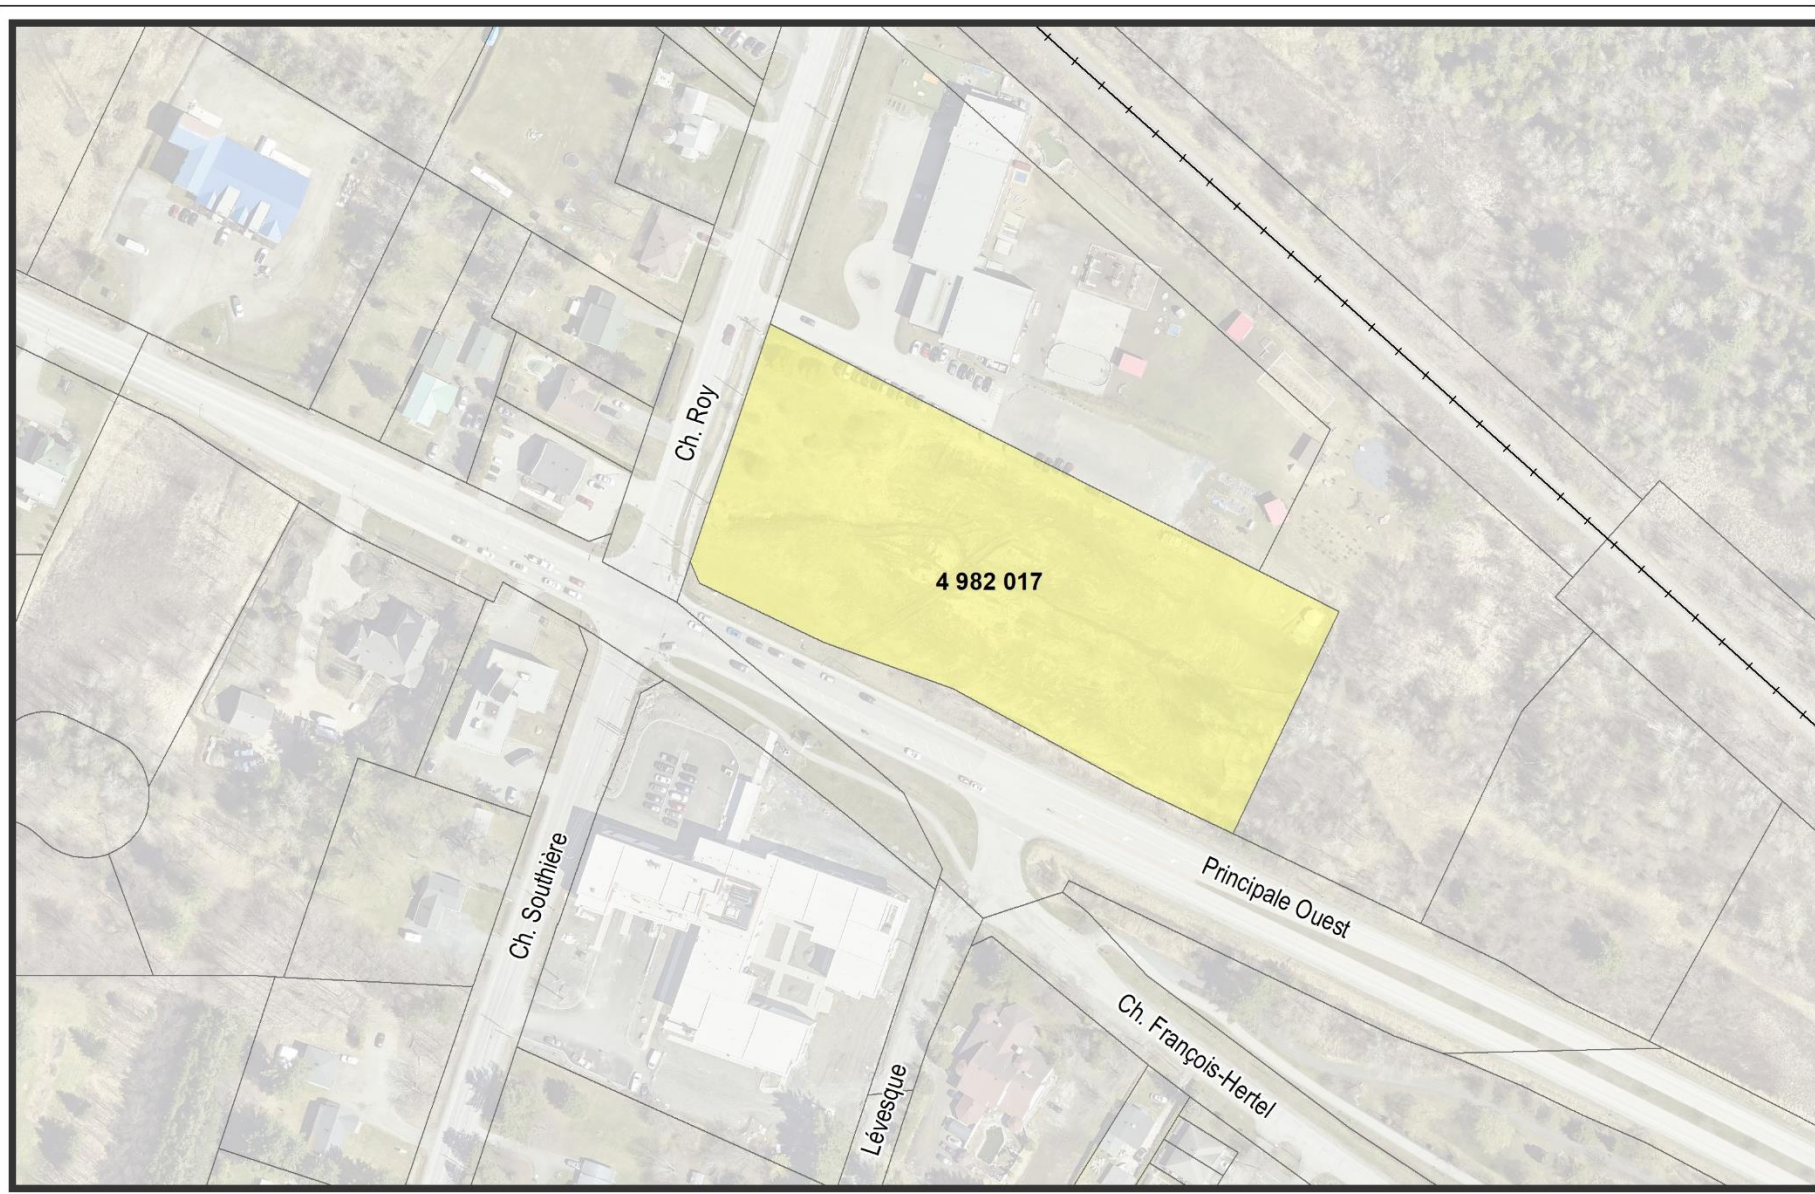 Ch. Roy
4 982 017
Ch. Southière
Principale Ouest
Ch. François-Hertel
Lévesque